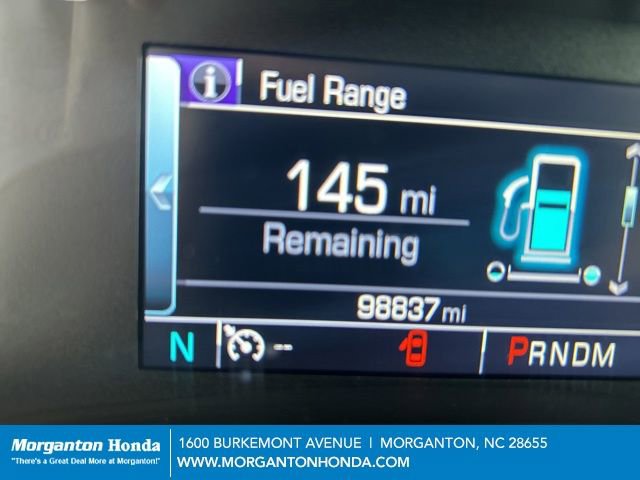 i Fuel Range
145 mi
Remaining
98837 mi
N -- PRNDM
Morganton Honda
"There's a Great Deal More at Morganton!"
1600 BURKEMONT AVENUE | MORGANTON, NC 28655
WWW.MORGANTONHONDA.COM